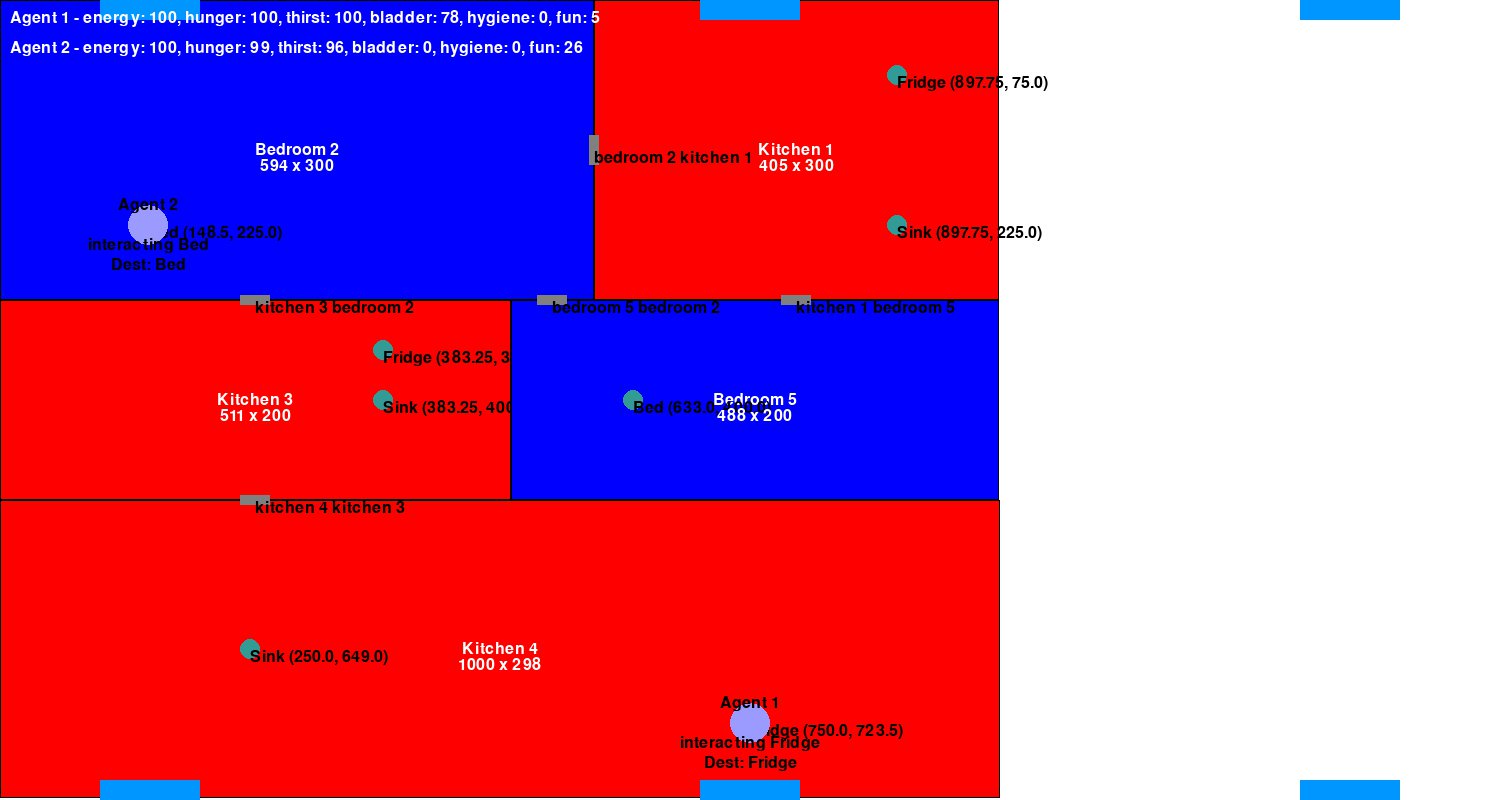 Agent 1 - energy: 100, hunger: 100, thirst: 100, bladder: 78, hygiene: 0, fun: 5
Agent 2 - energy: 100, hunger: 99, thirst: 96, bladder: 0, hygiene: 0, fun: 26
Fridge (897.75, 75.0)
Bedroom 2
594 x 300
bedroom 2 kitchen 1
Kitchen 1
405 x 300
Agent 2
d (148.5, 225.0)
interacting Bed
Dest: Bed
Sink (897.75, 225.0)
kitchen 3 bedroom 2
bedroom 5 bedroom 2
kitchen 1 bedroom 5
Fridge (383.25, 3
Kitchen 3
511 x 200
Sink (383.25, 400
Bed (633.0,
Bedroom 5
488 x 200
kitchen 4 kitchen 3
Sink (250.0, 649.0)
Kitchen 4
1000 x 298
Agent 1
dge (750.0, 723.5)
interacting Fridge
Dest: Fridge